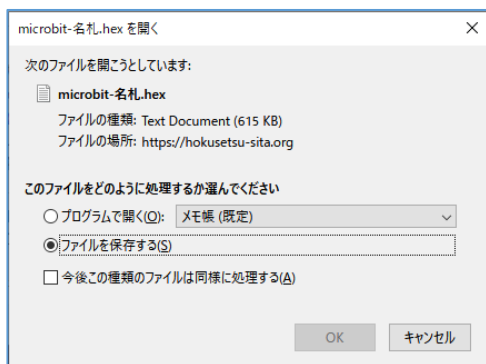 microbit-名札.hex を開く
次のファイルを開こうとしています:
microbit-名札.hex
ファイルの種類: Text Document (615 KB)
ファイルの場所: https://hokusetsu-sita.org
このファイルをどのように処理するか選んでください
プログラムで開く(O): メモ帳 (既定)
ファイルを保存する(S)
今後この種類のファイルは同様に処理する(A)
OK キャンセル